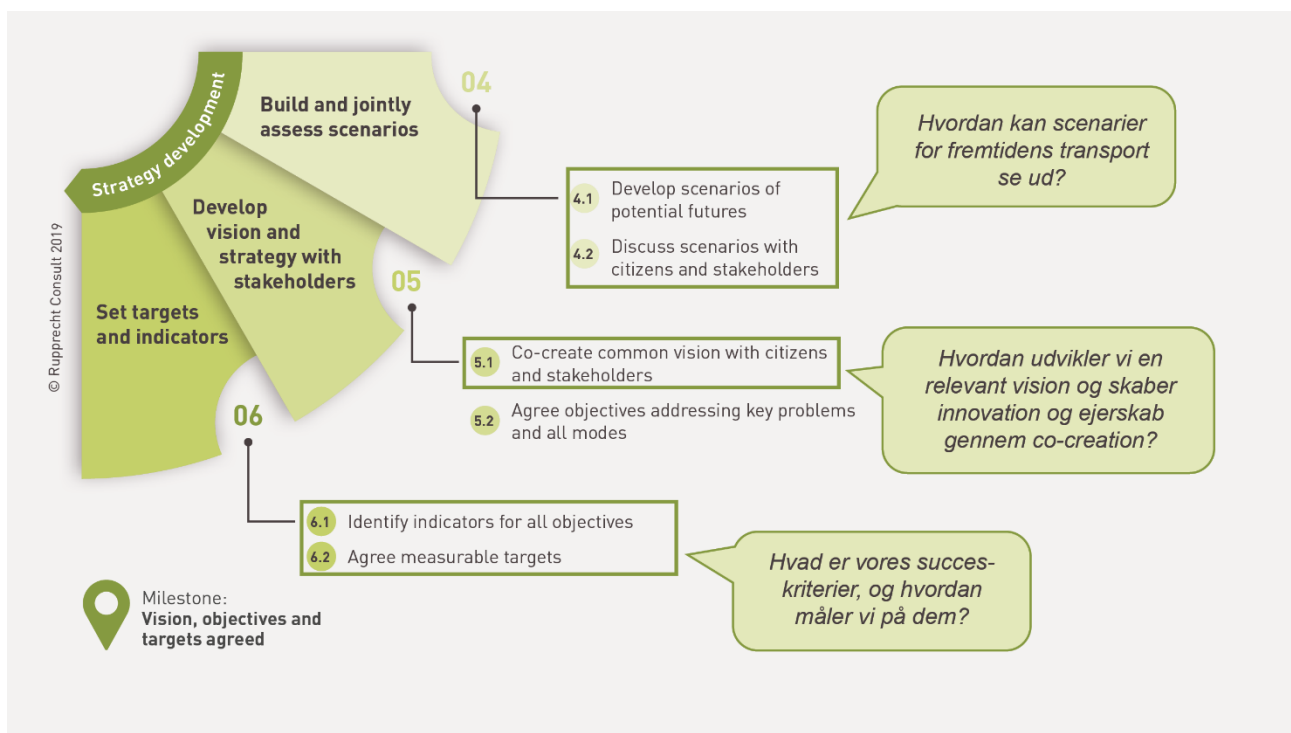 Strategy development
Build and jointly
assess scenarios
04
4.1 Develop scenarios of
potential futures
4.2 Discuss scenarios with
citizens and stakeholders
Hvordan kan scenarier
for fremtidens transport
se ud?
Develop
vision and
strategy with
stakeholders
05
5.1 Co-create common vision with citizens
and stakeholders
5.2 Agree objectives addressing key problems
and all modes
Hvordan udvikler vi en
relevant vision og skaber
innovation og ejerskab
gennem co-creation?
Set targets
and indicators
06
6.1 Identify indicators for all objectives
6.2 Agree measurable targets
Hvad er vores succes-
kriterier, og hvordan
måler vi på dem?
Milestone:
Vision, objectives and
targets agreed
© Rupprecht Consult 2019